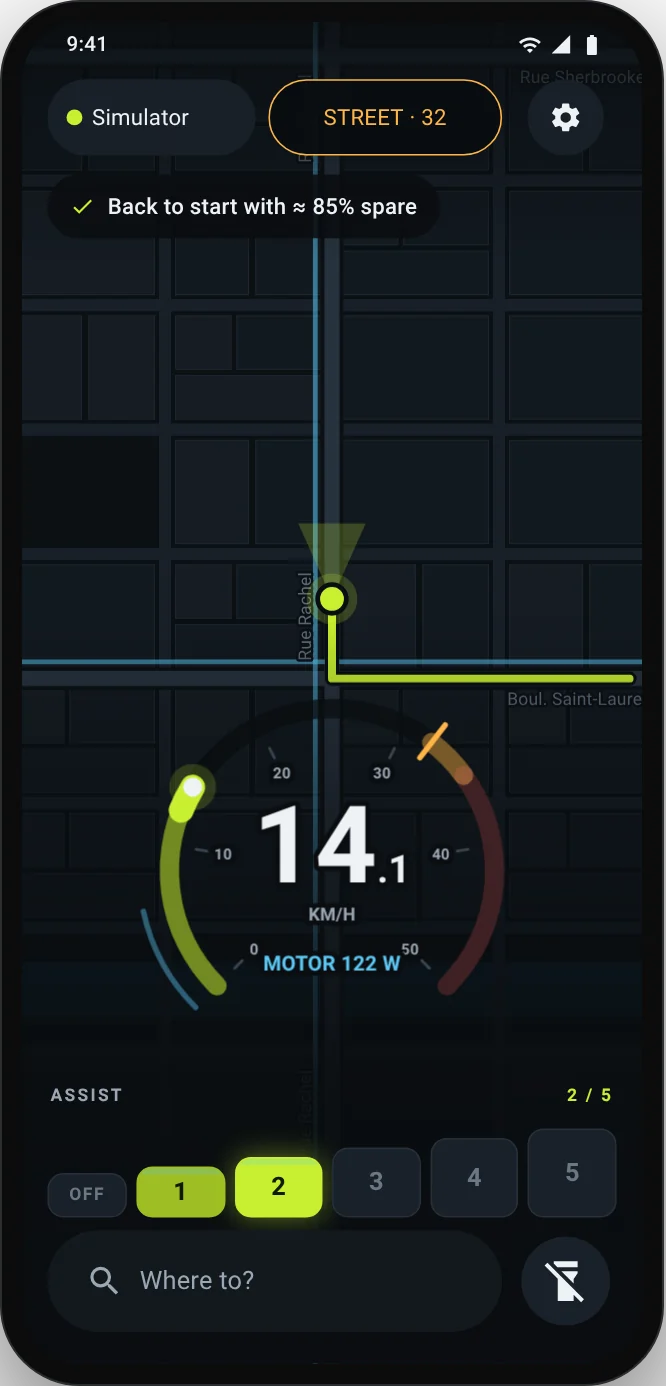 9:41
Rue Sherbrooke
Simulator
STREET · 32
Back to start with ≈ 85% spare
Rue Rachel
Boul. Saint-Laure
20
30
10
14.1
40
KM/H
0
MOTOR 122 W
50
ASSIST
2 / 5
OFF
1
2
3
4
5
Where to?